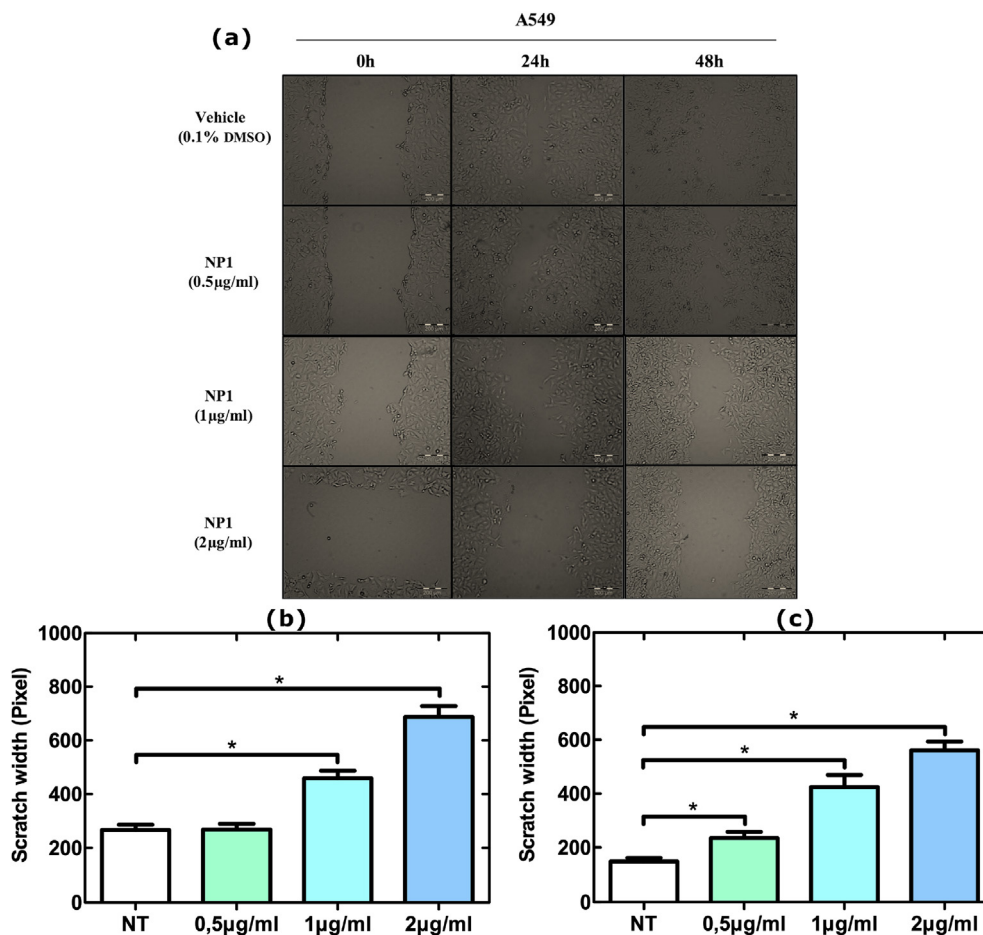 A549
(a)
0h 24h 48h
Vehicle
(0.1% DMSO)
NP1
(0.5µg/ml)
NP1
(1µg/ml)
NP1
(2µg/ml)
(b)
Scratch width (Pixel)
1000
800
600
400
200
0
*
*
NT 0,5µg/ml 1µg/ml 2µg/ml
(c)
Scratch width (Pixel)
1000
800
600
400
200
0
*
*
*
NT 0,5µg/ml 1µg/ml 2µg/ml